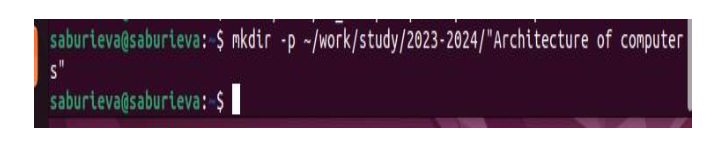 saburieva@saburieva:~$ mkdir -p ~/work/study/2023-2024/"Architecture of computer
s"
saburieva@saburieva:~$